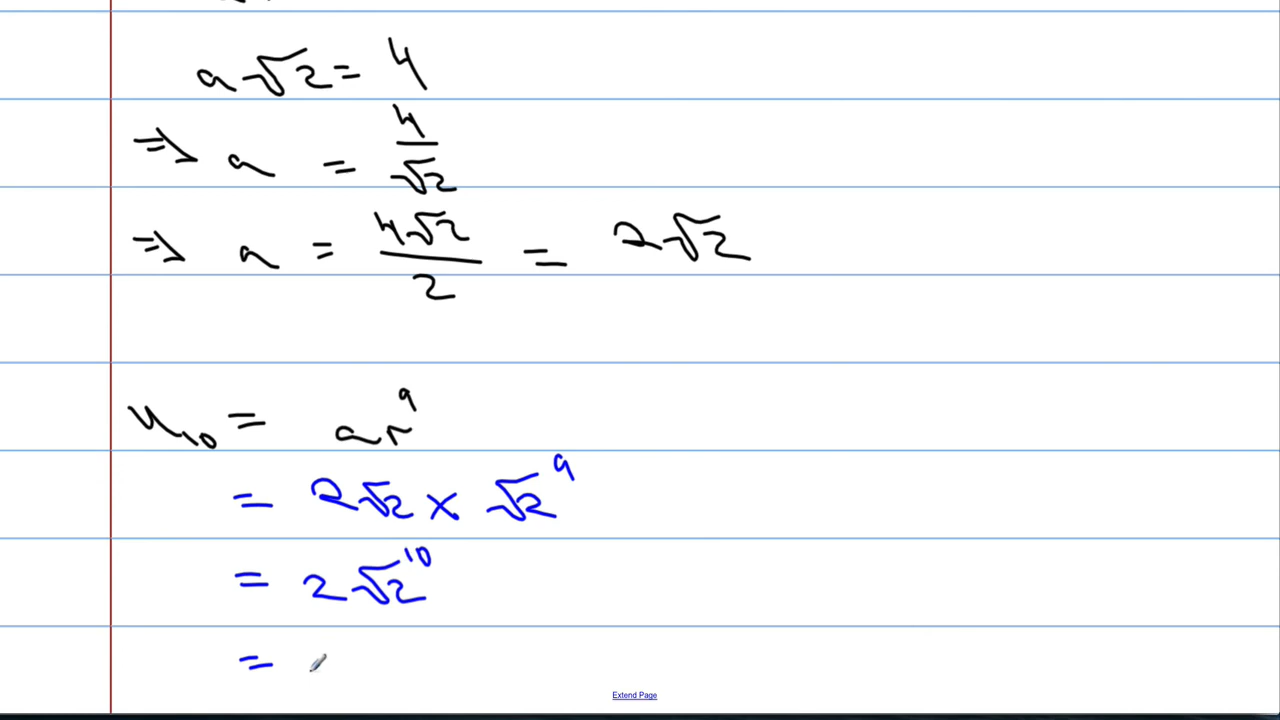 a√2 = 4
⇒ a = 4/√2
⇒ a = 4√2/2 = 2√2
u₁₀ = ar⁹
= 2√2 × √2⁹
= 2√2¹⁰
=
Extend Page